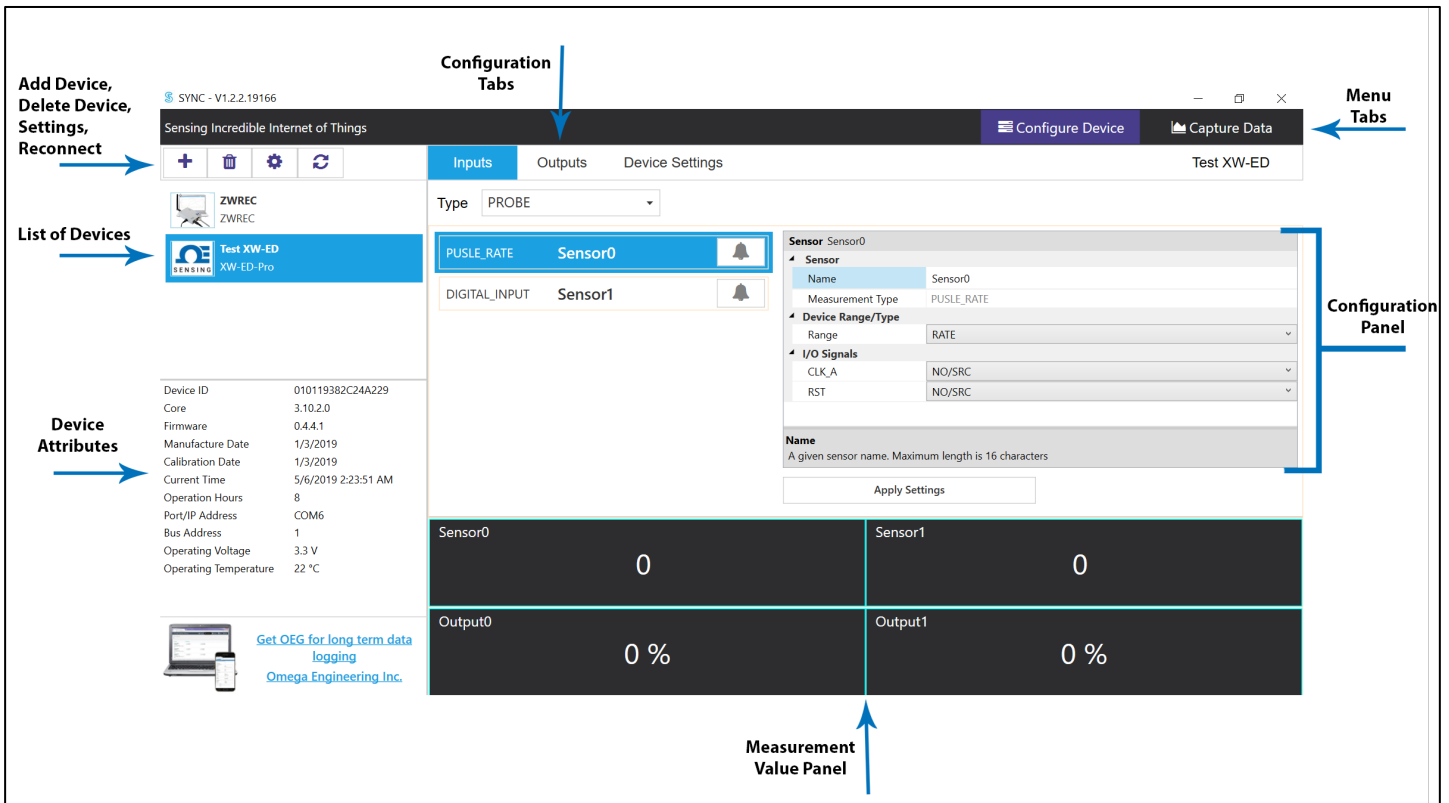 Configuration
Tabs
Add Device,
Delete Device,
Settings,
Reconnect
SYNC - V1.2.2.19166
Menu
Tabs
Sensing Incredible Internet of Things
Configure Device
Capture Data
Inputs
Outputs
Device Settings
Test XW-ED
List of Devices
ZWREC
ZWREC
SENSING
Test XW-ED
XW-ED-Pro
Type PROBE
PUSLE_RATE Sensor0
DIGITAL_INPUT Sensor1
Sensor Sensor0
Sensor
Name Sensor0
Measurement Type PUSLE_RATE
Device Range/Type
Range RATE
I/O Signals
CLK_A NO/SRC
RST NO/SRC
Name
A given sensor name. Maximum length is 16 characters
Apply Settings
Configuration
Panel
Device
Attributes
Device ID 010119382C24A229
Core 3.10.2.0
Firmware 0.4.4.1
Manufacture Date 1/3/2019
Calibration Date 1/3/2019
Current Time 5/6/2019 2:23:51 AM
Operation Hours 8
Port/IP Address COM6
Bus Address 1
Operating Voltage 3.3 V
Operating Temperature 22 °C
Sensor0
0
Sensor1
0
Output0
0 %
Output1
0 %
Get OEG for long term data
logging
Omega Engineering Inc.
Measurement
Value Panel